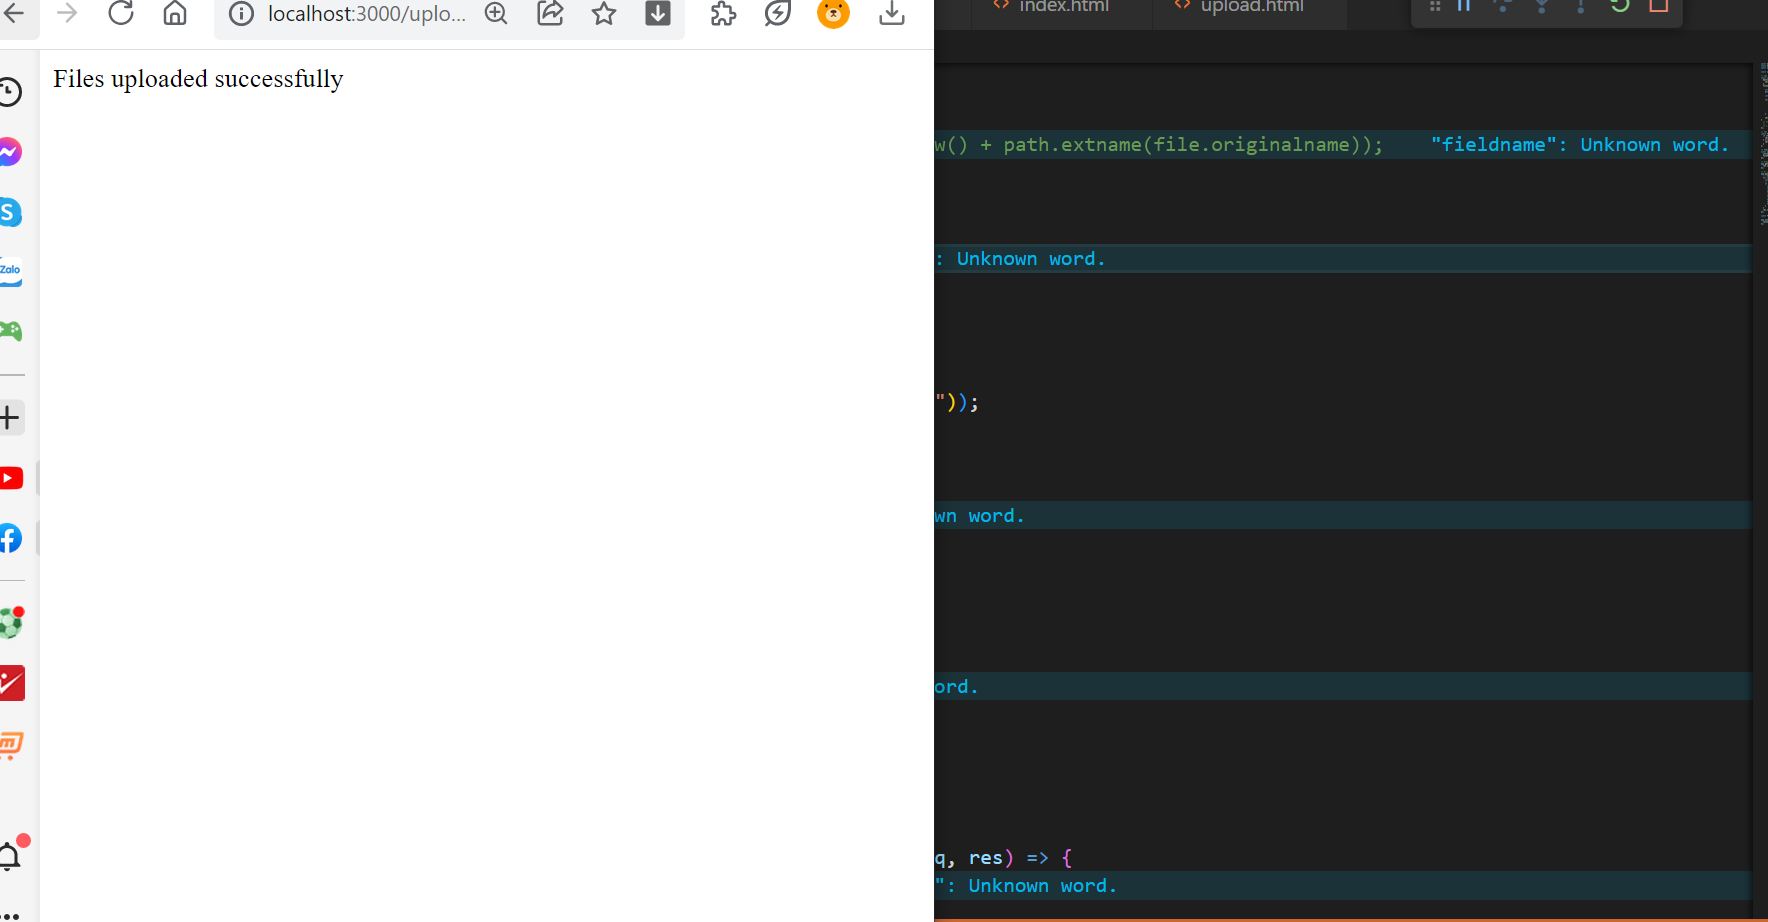 localhost:3000/uplo...
index.html
upload.html
Files uploaded successfully
w() + path.extname(file.originalname)); "fieldname": Unknown word.
: Unknown word.
"));
wn word.
ord.
q, res) => {
": Unknown word.
S
Zalo
m